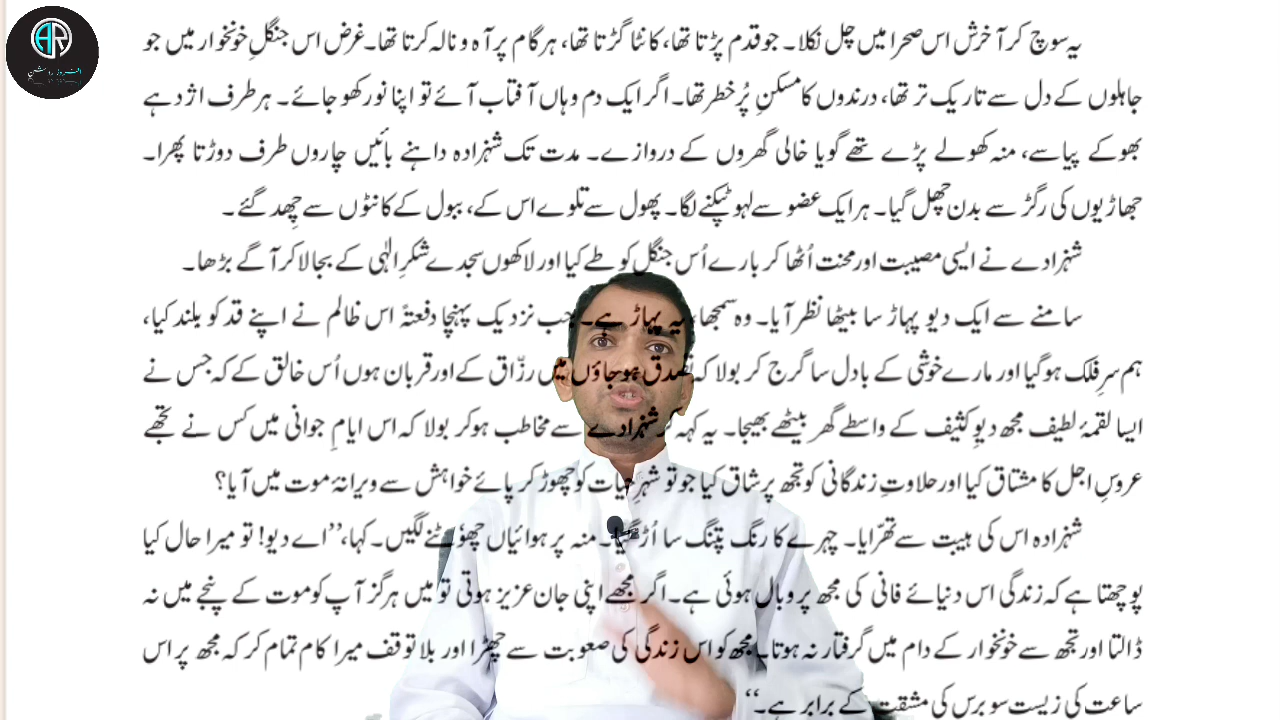 AR
افروز روشن
یہ سوچ کر آخرش اس صحرا میں چل نکلا۔ جو قدم پڑتا تھا، کانٹا گڑتا تھا، ہر گام پر آہ و نالہ کرتا تھا۔ غرض اس جنگلِ خونخوار میں جو
جاہلوں کے دل سے تاریک تر تھا، درندوں کا مسکنِ پُرخطر تھا۔ اگر ایک دم وہاں آفتاب آئے تو اپنا نور کھو جائے۔ ہر طرف اژدہے
بھوکے پیاسے، منہ کھولے پڑے تھے گویا خالی گھروں کے دروازے۔ مدت تک شہزادہ داہنے بائیں چاروں طرف دوڑتا پھرا۔
جھاڑیوں کی رگڑ سے بدن چھل گیا۔ ہر ایک عضو سے لہو ٹپکنے لگا۔ پھول سے تلوے اس کے، ببول کے کانٹوں سے چِھد گئے۔
شہزادے نے ایسی مصیبت اور محنت اُٹھا کر بارے اُس جنگل کو طے کیا اور لاکھوں سجدے شکرِ الٰہی کے بجا لا کر آگے بڑھا۔
سامنے سے ایک دیو پہاڑ سا بیٹھا نظر آیا۔ وہ سمجھا، یہ پہاڑ ہے۔ جب نزدیک پہنچا دفعتہً اس ظالم نے اپنے قد کو بلند کیا،
ہم سرِ فلک ہوگیا اور مارے خوشی کے بادل سا گرج کر بولا کہ تصدق ہو جاؤں میں رزّاق کے اور قربان ہوں اُس خالق کے کہ جس نے
ایسا لقمۂ لطیف مجھ دیوِ کثیف کے واسطے گھر بیٹھے بھیجا۔ یہ کہہ کر شہزادے سے مخاطب ہو کر بولا کہ اس ایامِ جوانی میں کس نے تجھے
عروسِ اجل کا مشتاق کیا اور حلاوتِ زندگانی کو تجھ پر شاق کیا جو تو شہرِ حیات کو چھوڑ کر پائے خواہش سے ویرانۂ موت میں آیا؟
شہزادہ اس کی ہیبت سے تھرّایا۔ چہرے کا رنگ پتنگ سا اُڑ گیا۔ منہ پر ہوائیاں چھوٗٹنے لگیں۔ کہا، ’’اے دیو! تو میرا حال کیا
پوچھتا ہے کہ زندگی اس دنیائے فانی کی مجھ پر وبال ہوئی ہے۔ اگر مجھے اپنی جان عزیز ہوتی تو میں ہرگز آپ کو موت کے پنجے میں نہ
ڈالتا اور تجھ سے خونخوار کے دام میں گرفتار نہ ہوتا۔ مجھ کو اس زندگی کی صعوبت سے چھڑا اور بلا توقف میرا کام تمام کر کہ مجھ پر اس
ساعت کی زیست سو برس کی مشقت کے برابر ہے۔‘‘